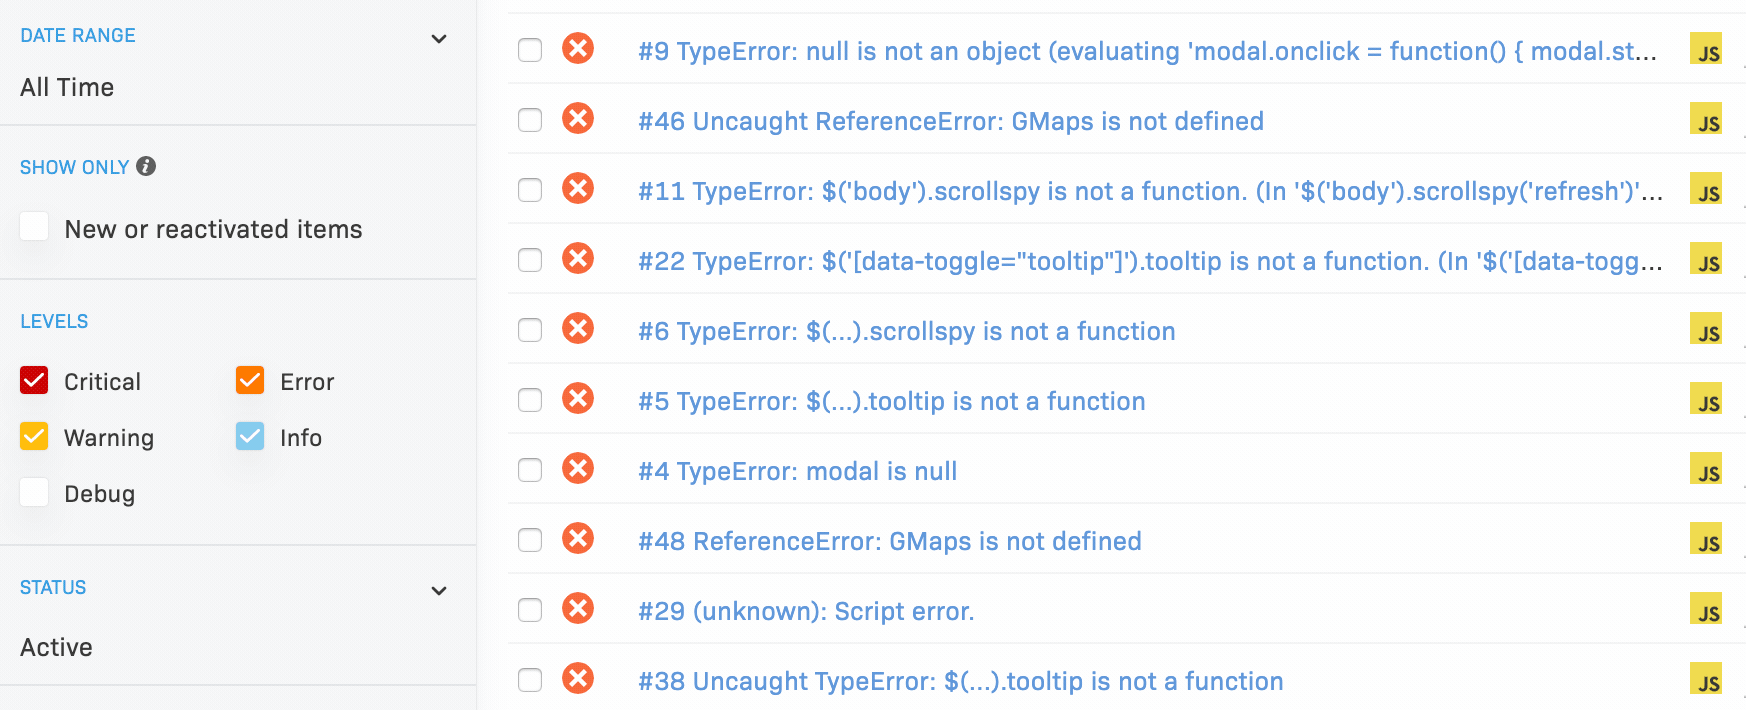 DATE RANGE
All Time
SHOW ONLY
New or reactivated items
LEVELS
Critical
Error
Warning
Info
Debug
STATUS
Active
#9 TypeError: null is not an object (evaluating 'modal.onclick = function() { modal.st...
JS
#46 Uncaught ReferenceError: GMaps is not defined
JS
#11 TypeError: $('body').scrollspy is not a function. (In '$('body').scrollspy('refresh')'...
JS
#22 TypeError: $('[data-toggle="tooltip"]').tooltip is not a function. (In '$('[data-togg...
JS
#6 TypeError: $(...).scrollspy is not a function
JS
#5 TypeError: $(...).tooltip is not a function
JS
#4 TypeError: modal is null
JS
#48 ReferenceError: GMaps is not defined
JS
#29 (unknown): Script error.
JS
#38 Uncaught TypeError: $(...).tooltip is not a function
JS